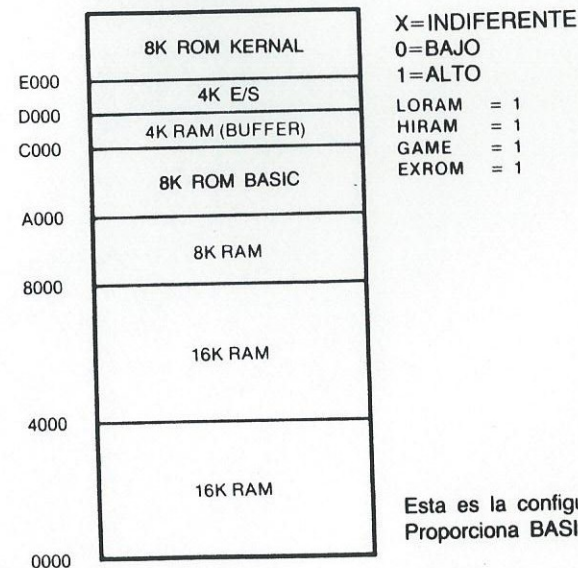 8K ROM KERNAL
E000
4K E/S
D000
4K RAM (BUFFER)
C000
8K ROM BASIC
A000
8K RAM
8000
16K RAM
4000
16K RAM
0000
X=INDIFERENTE
0=BAJO
1=ALTO
LORAM = 1
HIRAM = 1
GAME = 1
EXROM = 1
Esta es la configu
Proporciona BASI